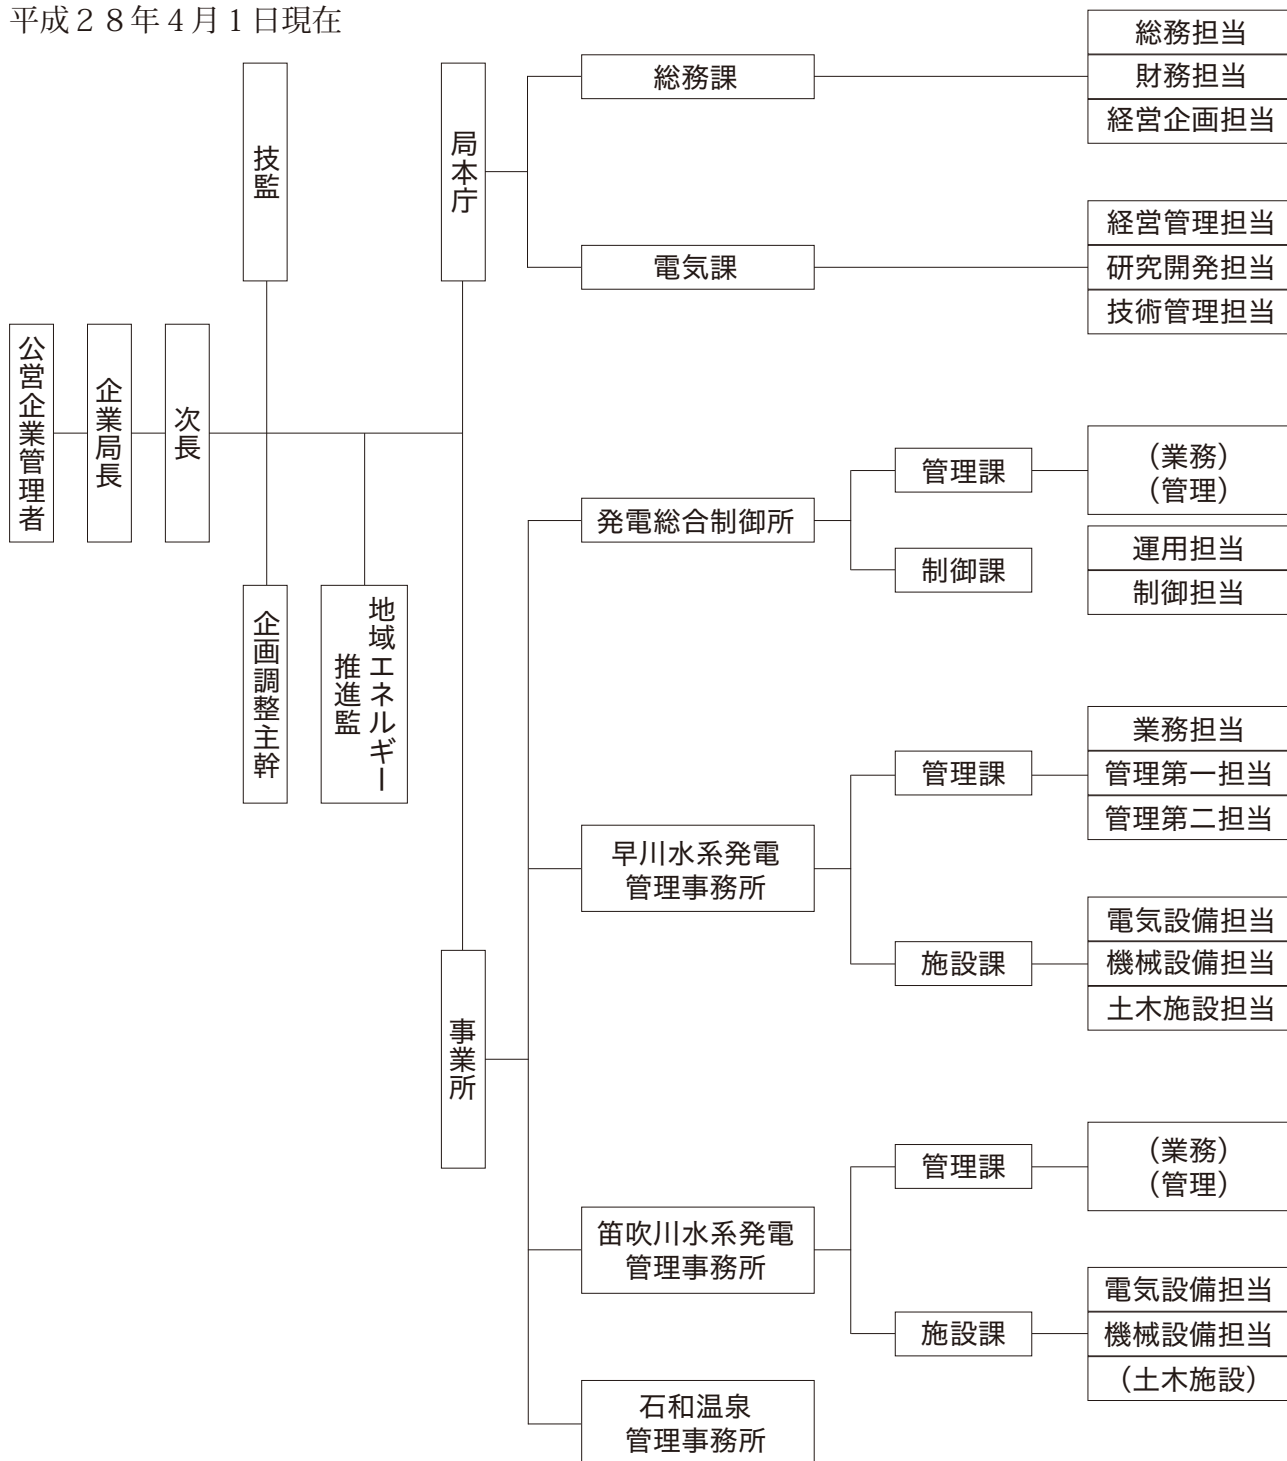 平成２８年４月１日現在
公営企業管理者
企業局長
次長
技監
企画調整主幹
地域エネルギー
推進監
局本庁
総務課
総務担当
財務担当
経営企画担当
電気課
経営管理担当
研究開発担当
技術管理担当
事業所
発電総合制御所
管理課
（業務）
（管理）
制御課
運用担当
制御担当
早川水系発電
管理事務所
管理課
業務担当
管理第一担当
管理第二担当
施設課
電気設備担当
機械設備担当
土木施設担当
笛吹川水系発電
管理事務所
管理課
（業務）
（管理）
施設課
電気設備担当
機械設備担当
（土木施設）
石和温泉
管理事務所